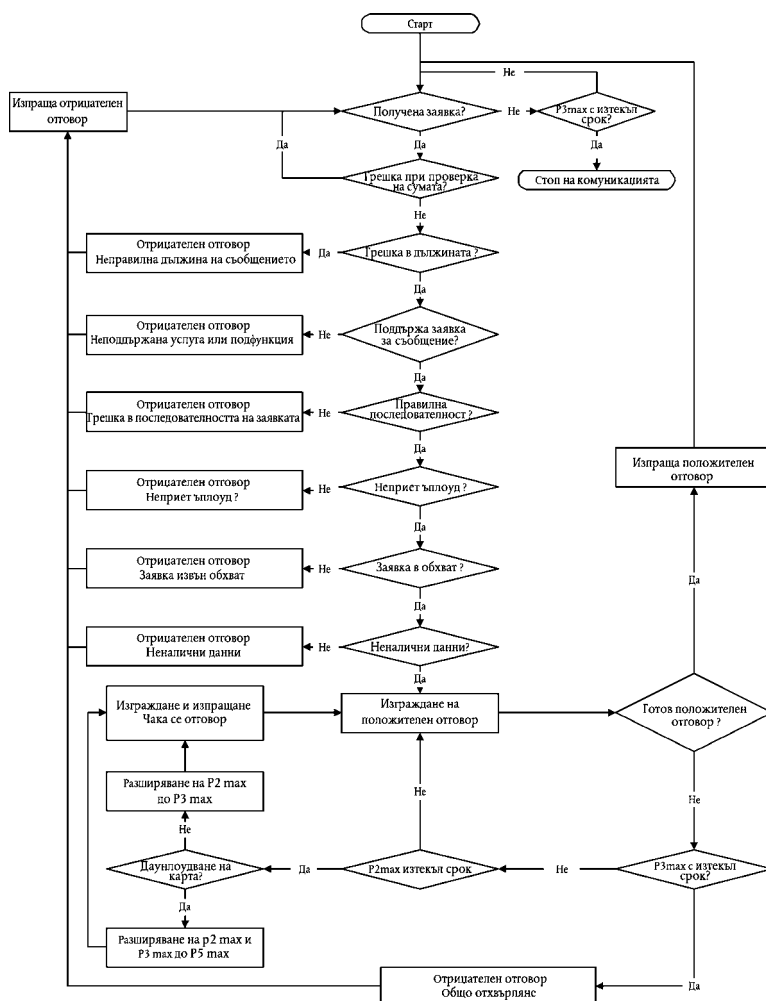 Старт
Не
Изпраща отрицателен
отговор
Получена заявка?
Не
P3max с изтекъл
срок?
Да
Да
Да
Грешка при проверка
на сумата?
Стоп на комуникацията
Не
Отрицателен отговор
Неправилна дължина на съобщението
Да
Грешка в дължината ?
Да
Отрицателен отговор
Неподдържана услуга или подфункция
Не
Поддържа заявка
за съобщение?
Да
Отрицателен отговор
Грешка в последователността на заявката
Не
Правилна
последователност ?
Да
Изпраща положителен
отговор
Отрицателен отговор
Неприет ъплоуд ?
Не
Неприет ъплоуд ?
Да
Отрицателен отговор
Заявка извън обхват
Не
Заявка в обхват ?
Да
Да
Отрицателен отговор
Неналични данни
Не
Неналични данни?
Да
Изграждане и изпращане
Чака се отговор
Изграждане на
положителен отговор
Готов положителен
отговор ?
Разширяване на P2 max
до P3 max
Не
Не
Не
Даунлоудване на
карта?
Да
P2max изтекъл срок
Не
P3max с изтекъл
срок?
Да
Разширяване на p2 max и
P3 max до P5 max
Отрицателен отговор
Общо отхвърляне
Да